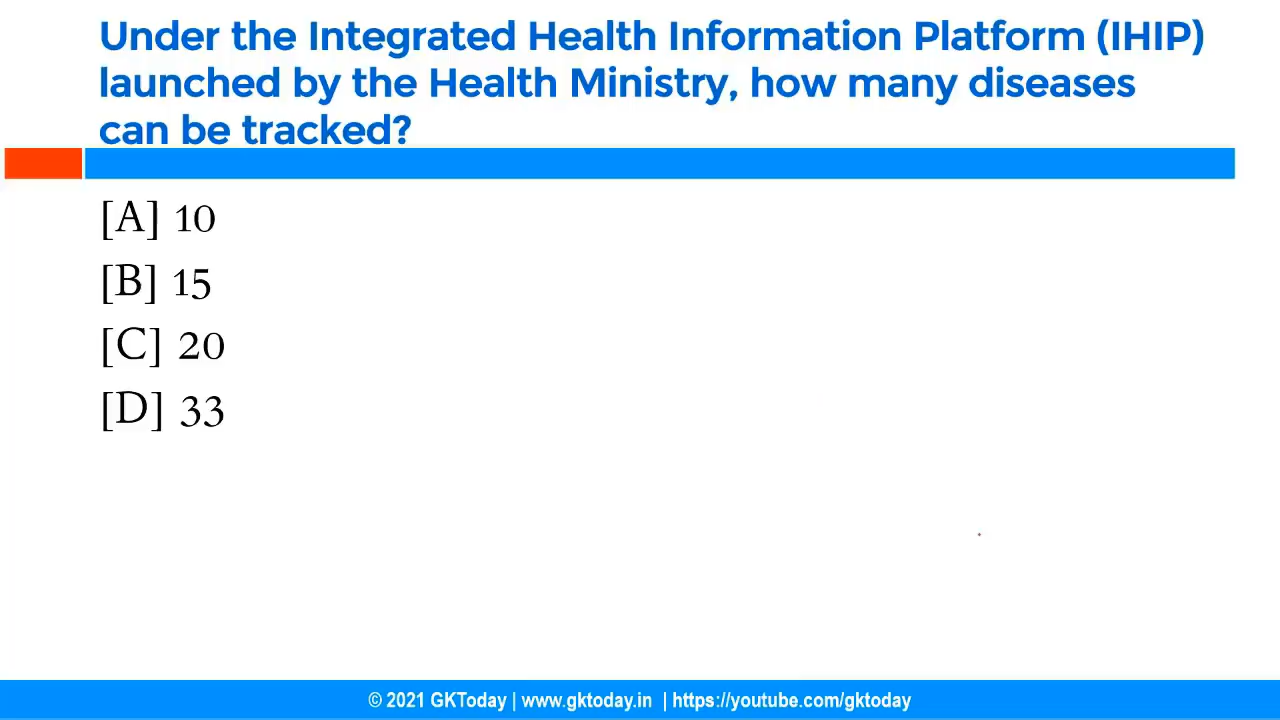 Under the Integrated Health Information Platform (IHIP)
launched by the Health Ministry, how many diseases
can be tracked?
[A] 10
[B] 15
[C] 20
[D] 33
© 2021 GKToday | www.gktoday.in | https://youtube.com/gktoday